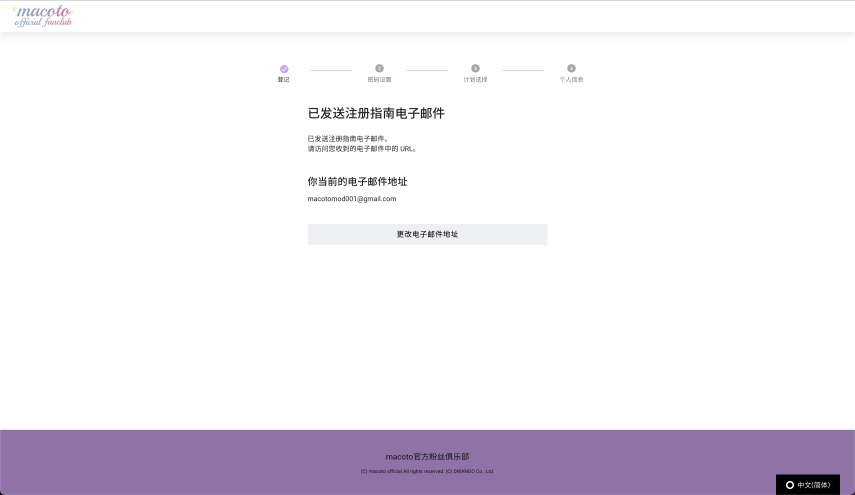 macoto
official fanclub
登记
密码设置
计划选择
个人信息
已发送注册指南电子邮件
已发送注册指南电子邮件。
请访问您收到的电子邮件中的 URL。
你当前的电子邮件地址
macotomod001@gmail.com
更改电子邮件地址
macoto官方粉丝俱乐部
(C) macoto official All rights reserved. (C) DWANGO Co., Ltd.
中文(简体)